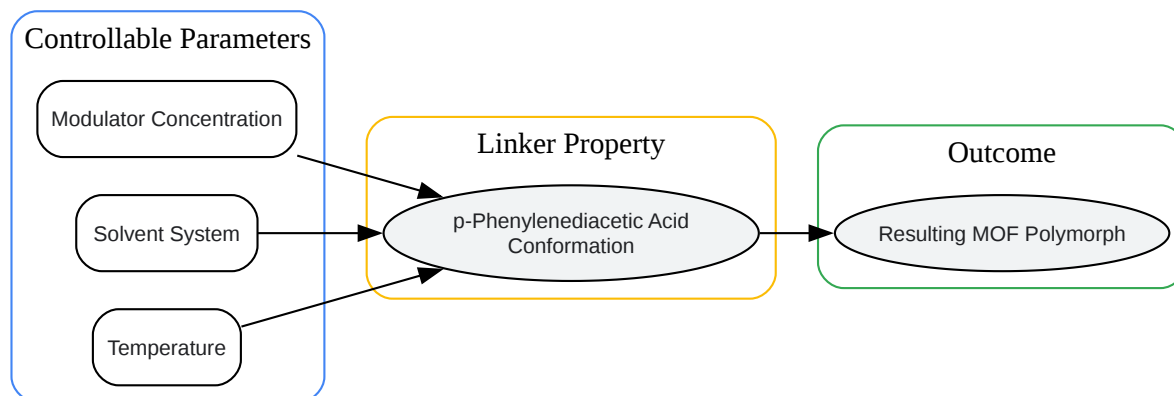 Controllable Parameters
Modulator Concentration
Solvent System
Temperature
Linker Property
p-Phenylenediacetic Acid
Conformation
Outcome
Resulting MOF Polymorph